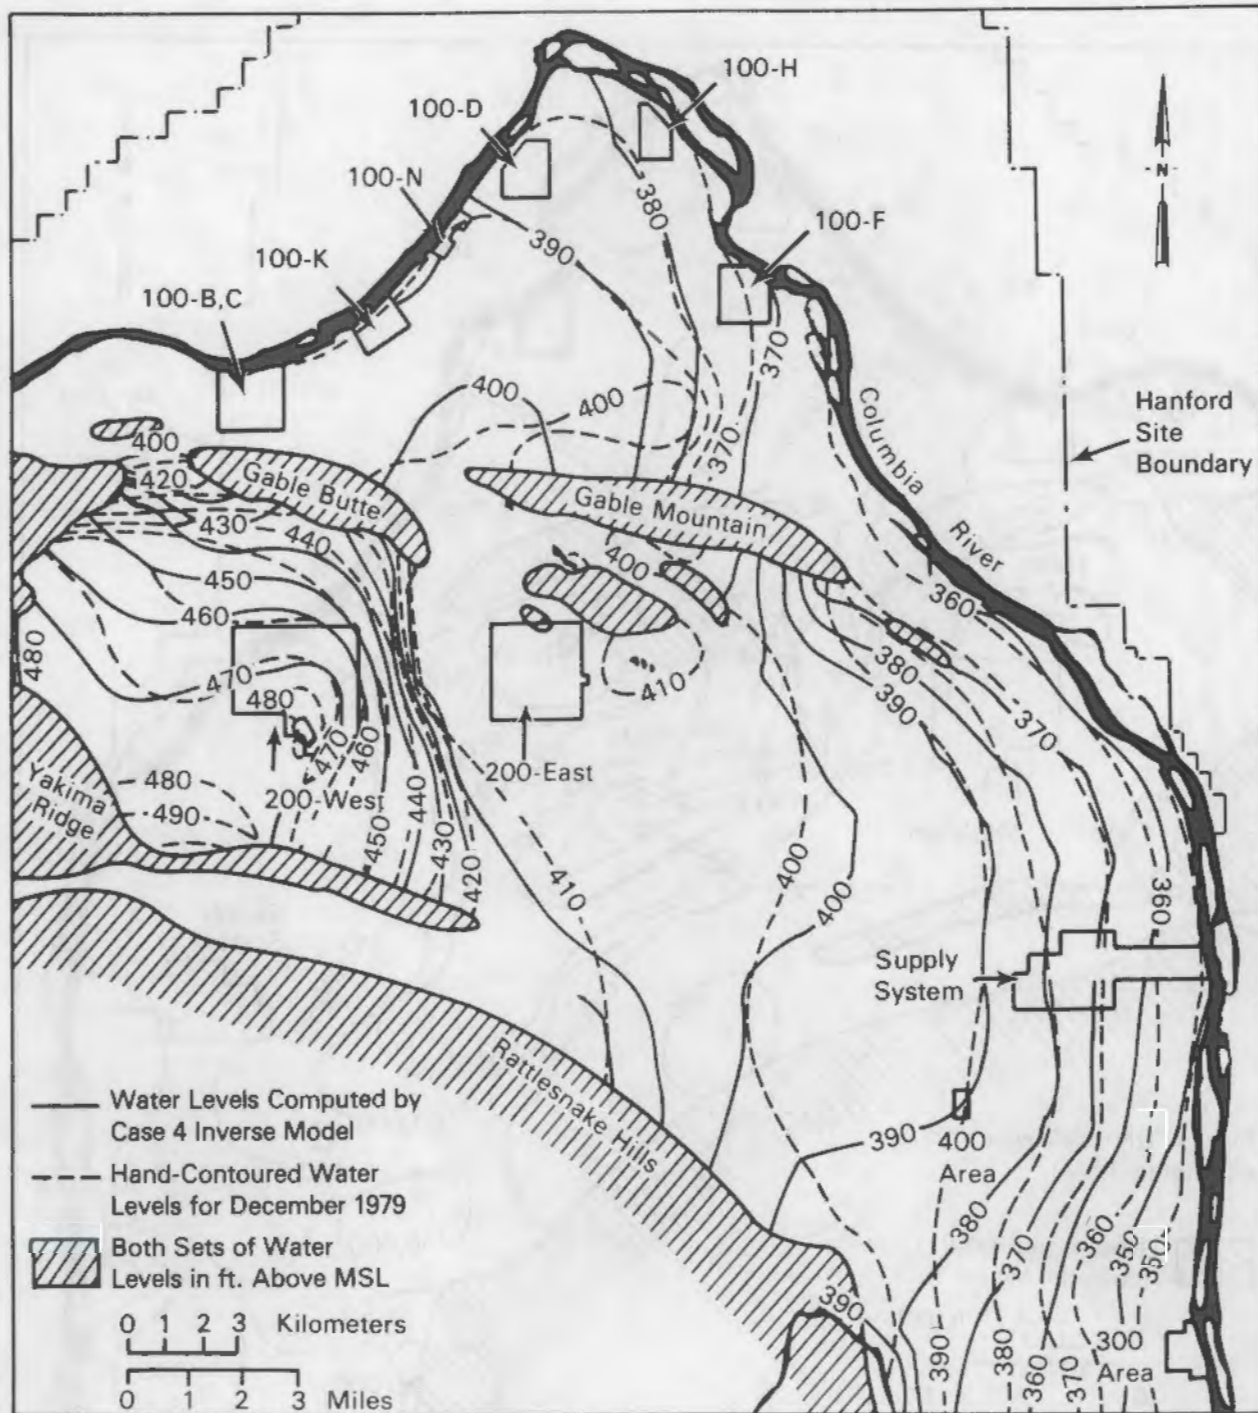 100-H
100-D
100-N
100-F
100-K
100-B,C
N
380
390
370
400
400
370
Columbia
River
Hanford
Site
Boundary
400
420
Gable Butte
Gable Mountain
430
440
400
450
360
460
480
470
480
410
380
390
370
470
460
200-East
480
200-West
490
Yakima
Ridge
440
450
430
420
410
400
400
360
Supply
System
Rattlesnake Hills
Water Levels Computed by
Case 4 Inverse Model
Hand-Contoured Water
Levels for December 1979
Both Sets of Water
Levels in ft. Above MSL
0 1 2 3 Kilometers
0 1 2 3 Miles
390
400
Area
380
370
360
350
350
390
390
380
360
370
300
Area